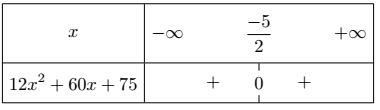 x −∞ −5/2 +∞
12x² + 60x + 75 + 0 +